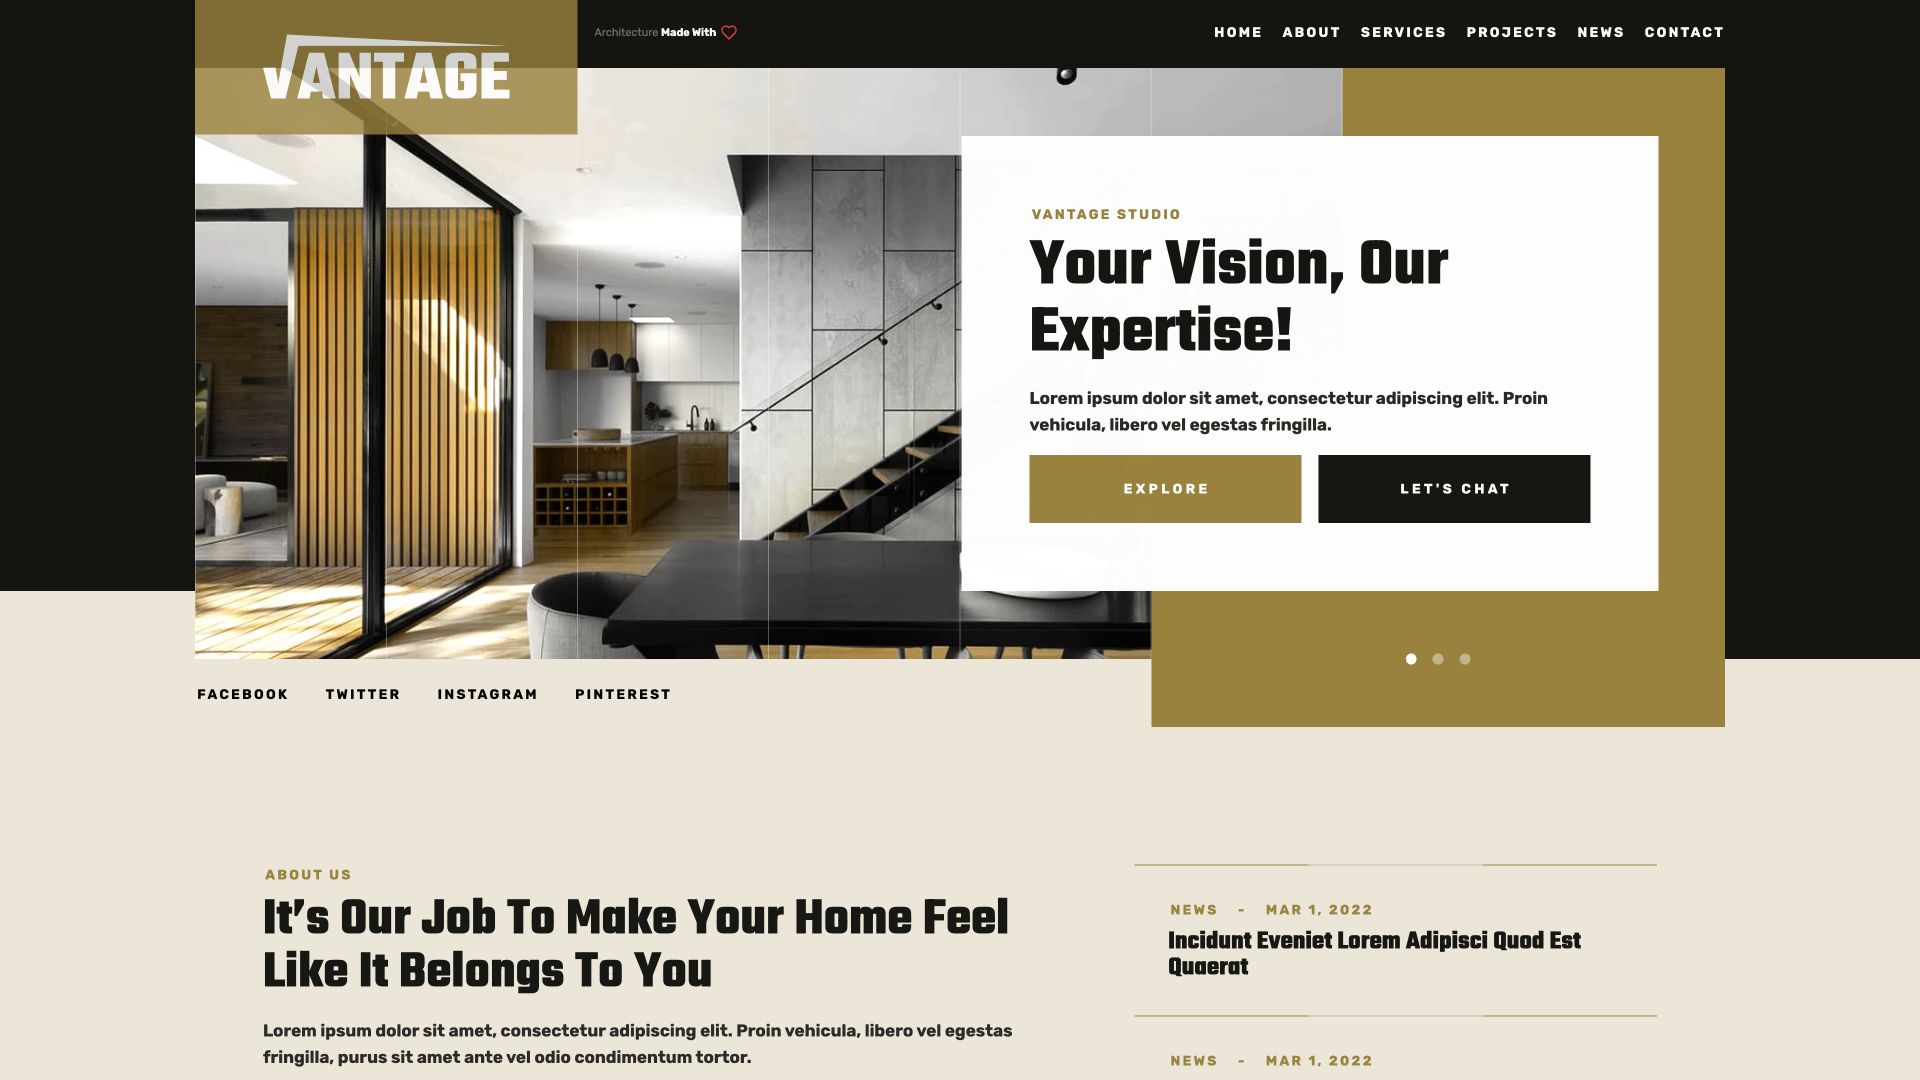 VANTAGE
Architecture Made With
HOME ABOUT SERVICES PROJECTS NEWS CONTACT
VANTAGE STUDIO
Your Vision, Our
Expertise!
Lorem ipsum dolor sit amet, consectetur adipiscing elit. Proin
vehicula, libero vel egestas fringilla.
EXPLORE LET'S CHAT
FACEBOOK TWITTER INSTAGRAM PINTEREST
ABOUT US
It’s Our Job To Make Your Home Feel
Like It Belongs To You
Lorem ipsum dolor sit amet, consectetur adipiscing elit. Proin vehicula, libero vel egestas
fringilla, purus sit amet ante vel odio condimentum tortor.
NEWS - MAR 1, 2022
Incidunt Eveniet Lorem Adipisci Quod Est
Quaerat
NEWS - MAR 1, 2022